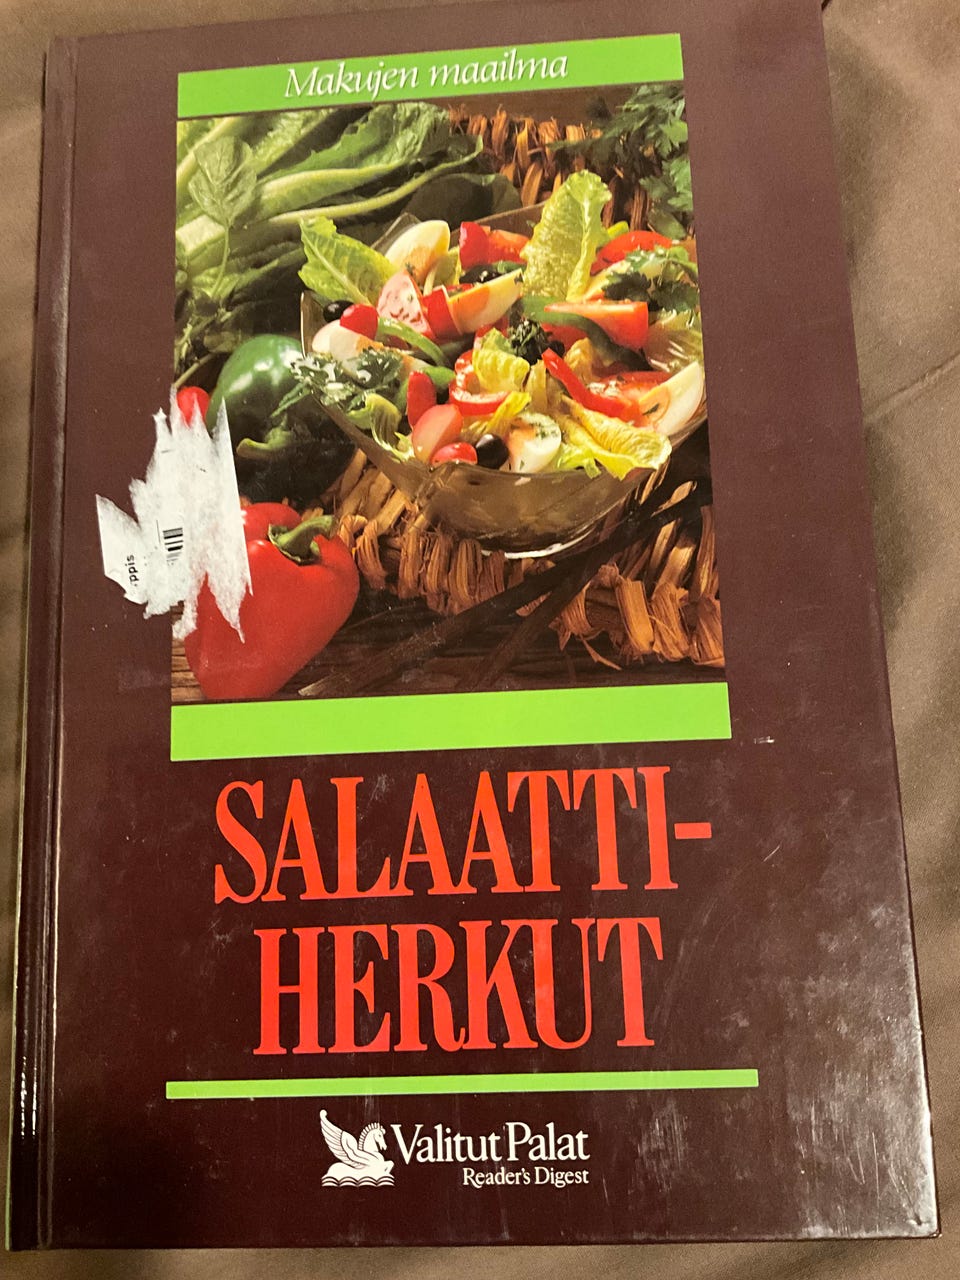 Makujen maailma
SALAATTI-
HERKUT
Valitut Palat
Reader's Digest